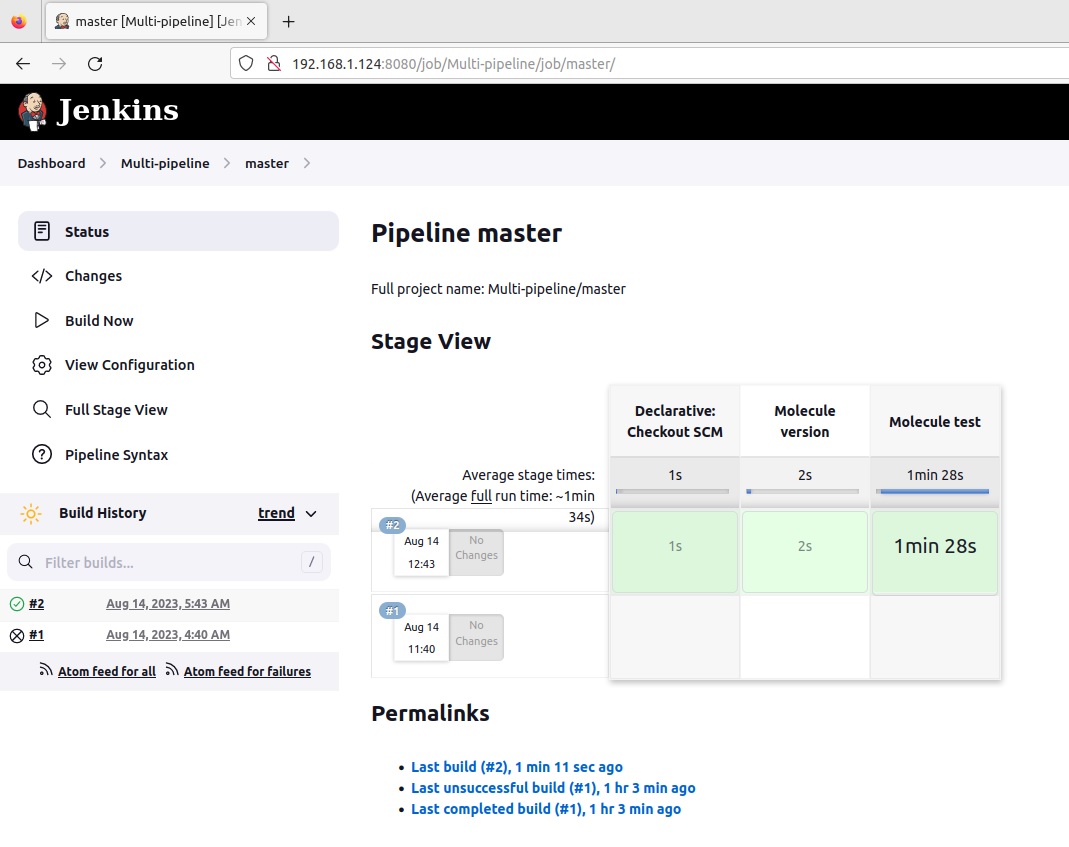 master [Multi-pipeline] [Jen
192.168.1.124:8080/job/Multi-pipeline/job/master/
Jenkins
Dashboard
Multi-pipeline
master
Status
Changes
Build Now
View Configuration
Full Stage View
Pipeline Syntax
Build History
trend
Filter builds...
/
#2
Aug 14, 2023, 5:43 AM
#1
Aug 14, 2023, 4:40 AM
Atom feed for all
Atom feed for failures
Pipeline master
Full project name: Multi-pipeline/master
Stage View
Declarative:
Checkout SCM
Molecule
version
Molecule test
Average stage times:
(Average full run time: ~1min
34s)
1s
2s
1min 28s
#2
Aug 14
12:43
No
Changes
1s
2s
1min 28s
#1
Aug 14
11:40
No
Changes
Permalinks
Last build (#2), 1 min 11 sec ago
Last unsuccessful build (#1), 1 hr 3 min ago
Last completed build (#1), 1 hr 3 min ago